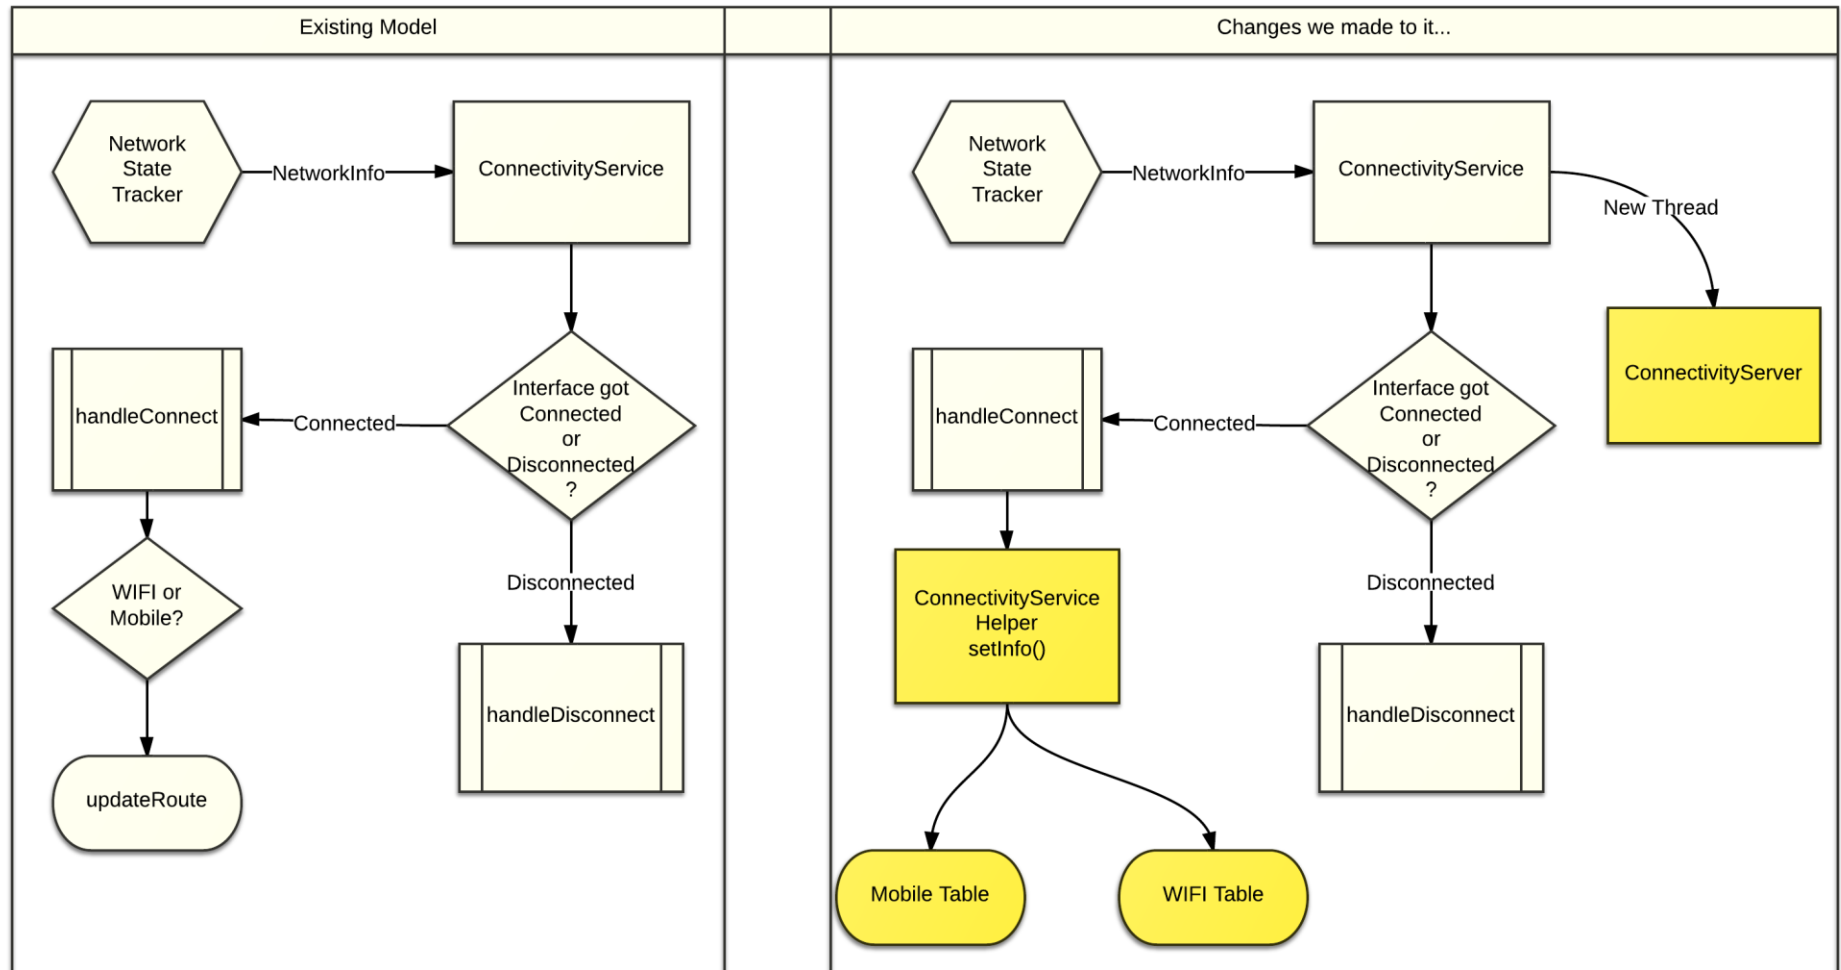 Existing Model
Network
State
Tracker
NetworkInfo
ConnectivityService
Interface got
Connected
or
Disconnected
?
Connected
handleConnect
WIFI or
Mobile?
updateRoute
Disconnected
handleDisconnect
Changes we made to it...
Network
State
Tracker
NetworkInfo
ConnectivityService
New Thread
ConnectivityServer
Interface got
Connected
or
Disconnected
?
Connected
handleConnect
ConnectivityService
Helper
setInfo()
Mobile Table
WIFI Table
Disconnected
handleDisconnect